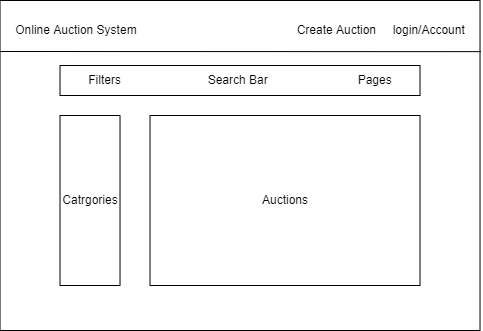 Online Auction System Create Auction login/Account
Filters Search Bar Pages
Catrgories Auctions